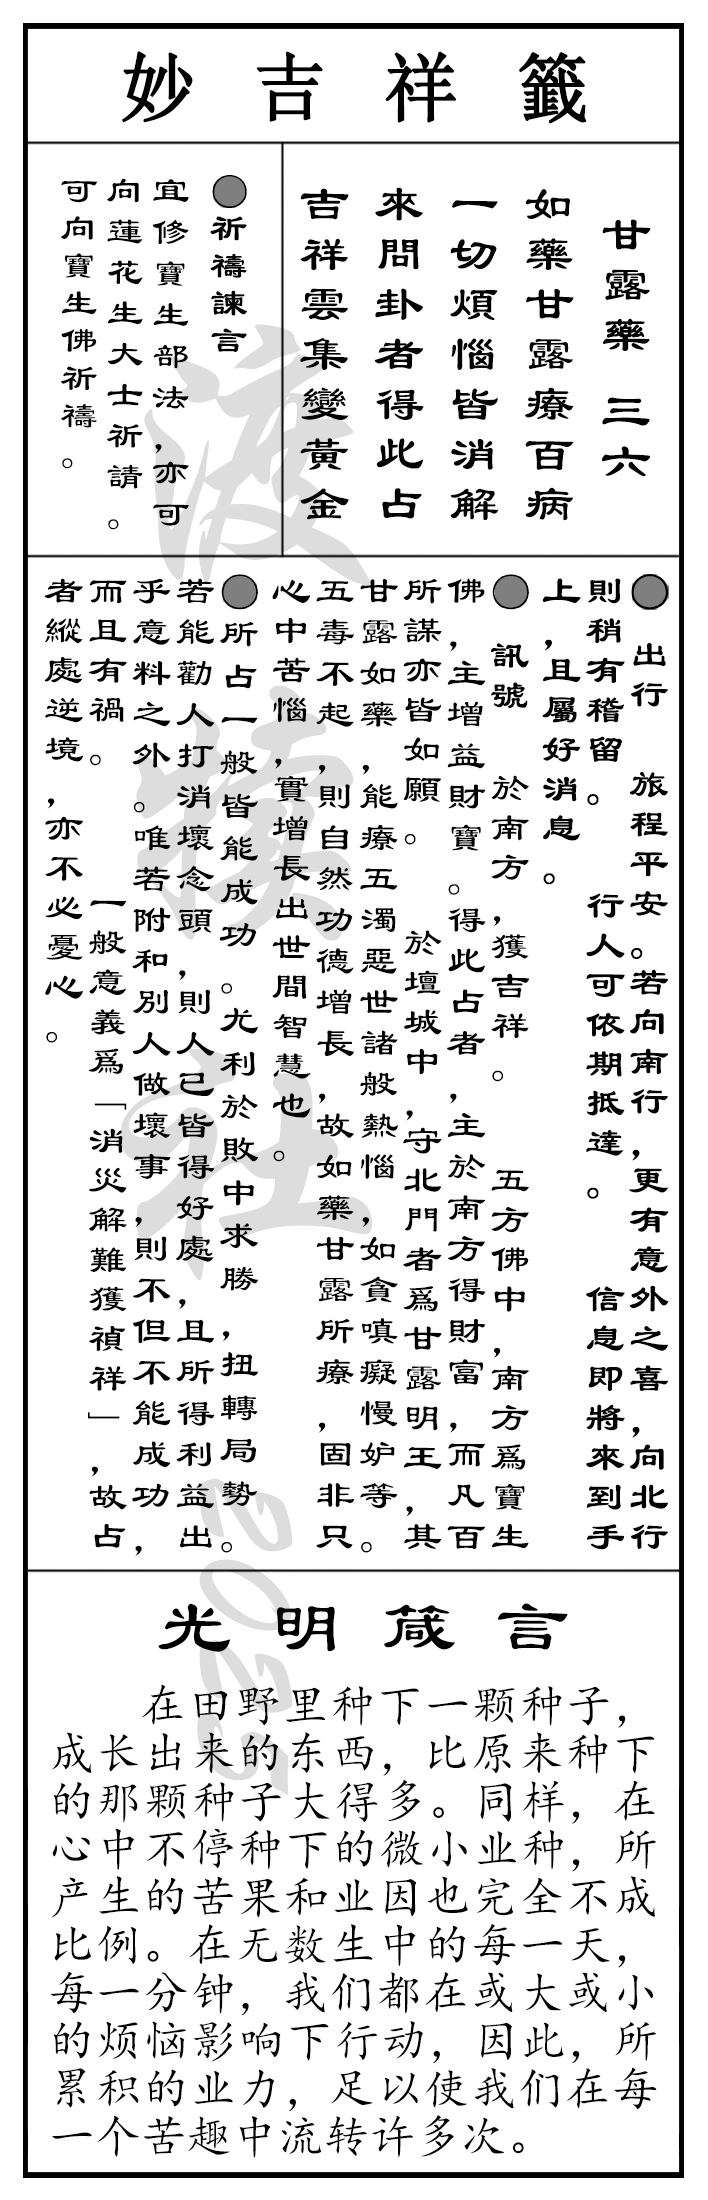 妙吉祥籤
甘露藥 三六
如藥甘露療百病
一切煩惱皆消解
來問卦者得此占
吉祥雲集變黃金
●祈禱諫言
宜修寶生部法，亦可
向蓮花生大士祈請。
可向寶生佛祈禱。
● 出行 旅程平安。若向南行，更有意外之喜，向北行
則稍有稽留。 行人可依期抵達。 信息即將來到手
上，且屬好消息。
● 訊號 於南方，獲吉祥。 五方佛中，南方爲寶生
佛，主增益財寶。得此占者，主於南方得財富，而凡百
所謀亦皆如願。 於壇城中，守北門者爲甘露明王，其
甘露如藥，能療五濁惡世諸般熱惱，如貪嗔癡慢妒等。
五毒不起，則自然功德增長，故如藥甘露所療，固非只
心中苦惱，實增長出世間智慧也。
●所占一般皆能成功。尤利於敗中求勝，扭轉局勢。
若能勸人打消壞念頭，則人己皆得好處，且所得利益出
乎意料之外。唯若附和別人做壞事，則不但不能成功，
而且有禍。 一般意義爲「消災解難獲禎祥」，故占
者縱處逆境，亦不必憂心。
光明箴言
在田野里种下一颗种子，
成长出来的东西，比原来种下
的那颗种子大得多。同样，在
心中不停种下的微小业种，所
产生的苦果和业因也完全不成
比例。在无数生中的每一天，
每一分钟，我们都在或大或小
的烦恼影响下行动，因此，所
累积的业力，足以使我们在每
一个苦趣中流转许多次。
渡
社
2025